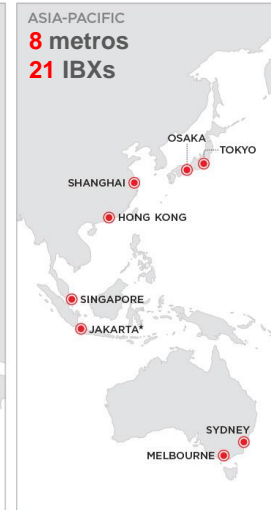 ASIA-PACIFIC
8 metros
21 IBXs
OSAKA
TOKYO
SHANGHAI
HONG KONG
SINGAPORE
JAKARTA*
SYDNEY
MELBOURNE